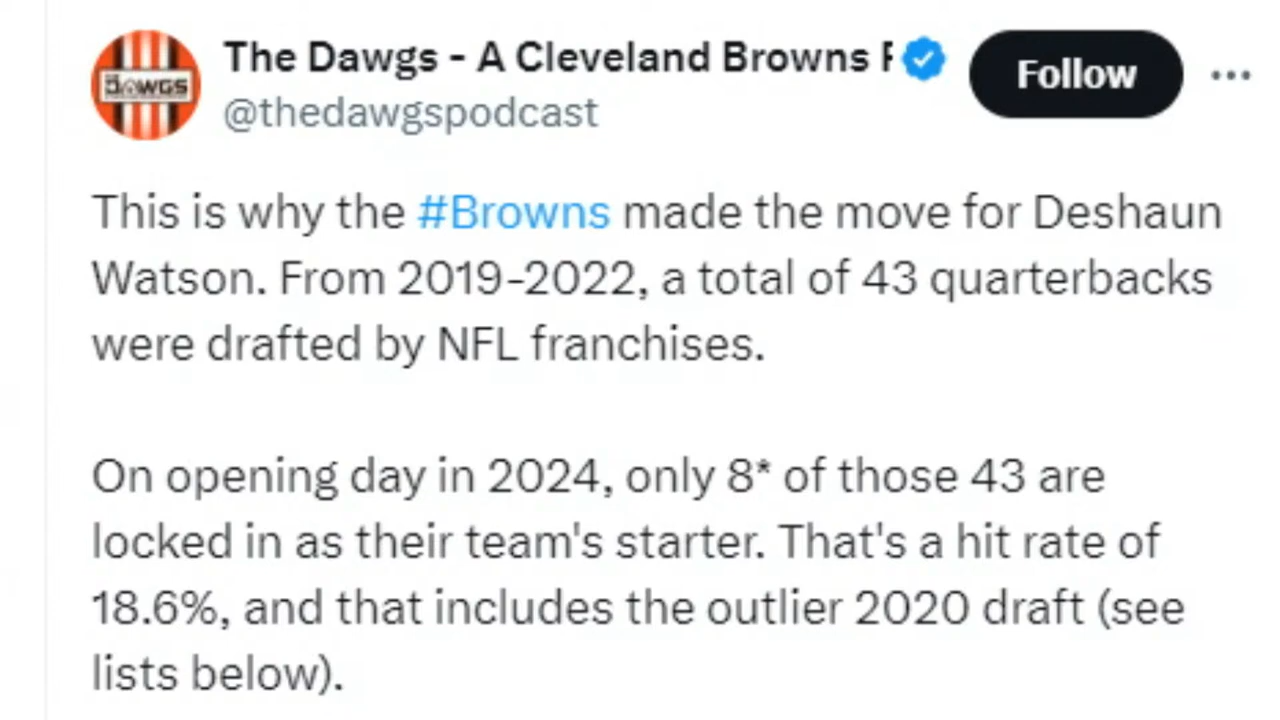 The Dawgs - A Cleveland Browns
@thedawgspodcast
Follow
DAWGS
This is why the #Browns made the move for Deshaun
Watson. From 2019-2022, a total of 43 quarterbacks
were drafted by NFL franchises.
On opening day in 2024, only 8* of those 43 are
locked in as their team's starter. That's a hit rate of
18.6%, and that includes the outlier 2020 draft (see
lists below).